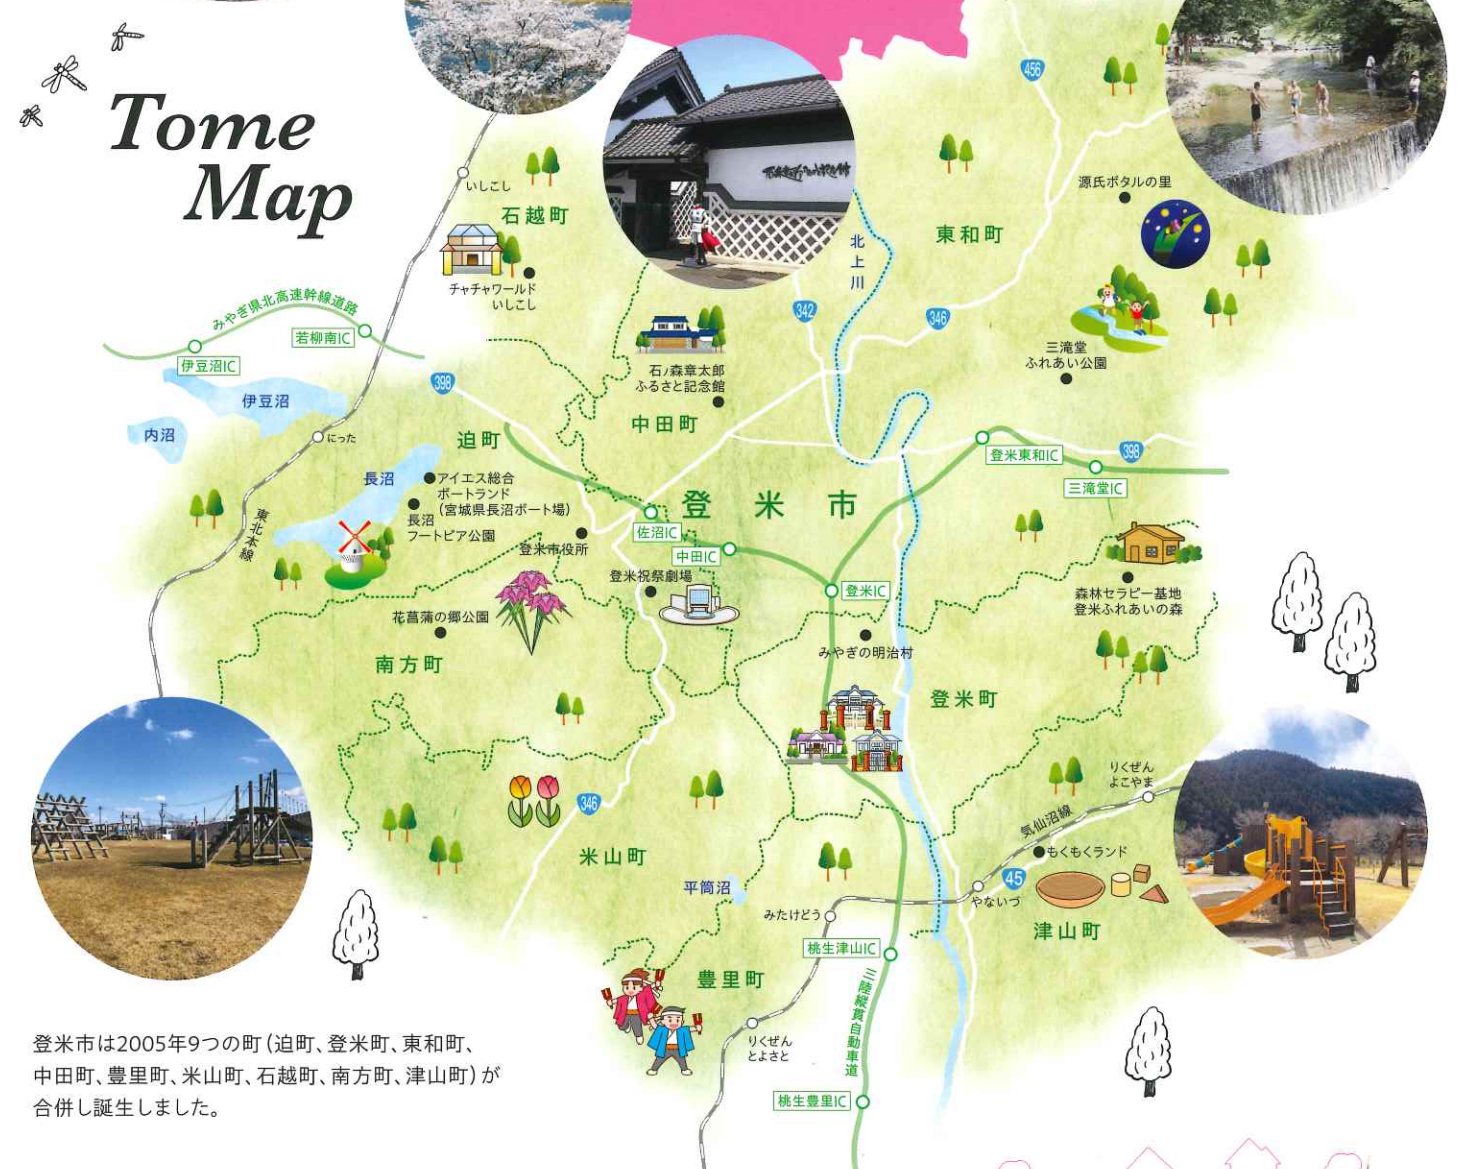 Tome
Map
456
いしこし
石越町
源氏ボタルの里
東和町
北上川
チャチャワールド
いしこし
みやぎ県北高速幹線道路
若柳南IC
伊豆沼IC
342
346
三滝堂
ふれあい公園
石ノ森章太郎
ふるさと記念館
398
伊豆沼
内沼
にった
迫町
中田町
登米東和IC
398
三滝堂IC
長沼
アイエス総合
ボートランド
(宮城県長沼ボート場)
長沼
フートピア公園
登米市
東北本線
佐沼IC
登米市役所
中田IC
登米祝祭劇場
登米IC
森林セラピー基地
登米ふれあいの森
花菖蒲の郷公園
みやぎの明治村
南方町
登米町
りくぜん
よこやま
346
気仙沼線
もくもくランド
米山町
45
平筒沼
やないづ
みたけどう
津山町
桃生津山IC
豊里町
三陸縦貫自動車道
りくぜん
とよさと
桃生豊里IC
登米市は2005年9つの町(迫町、登米町、東和町、
中田町、豊里町、米山町、石越町、南方町、津山町)が
合併し誕生しました。